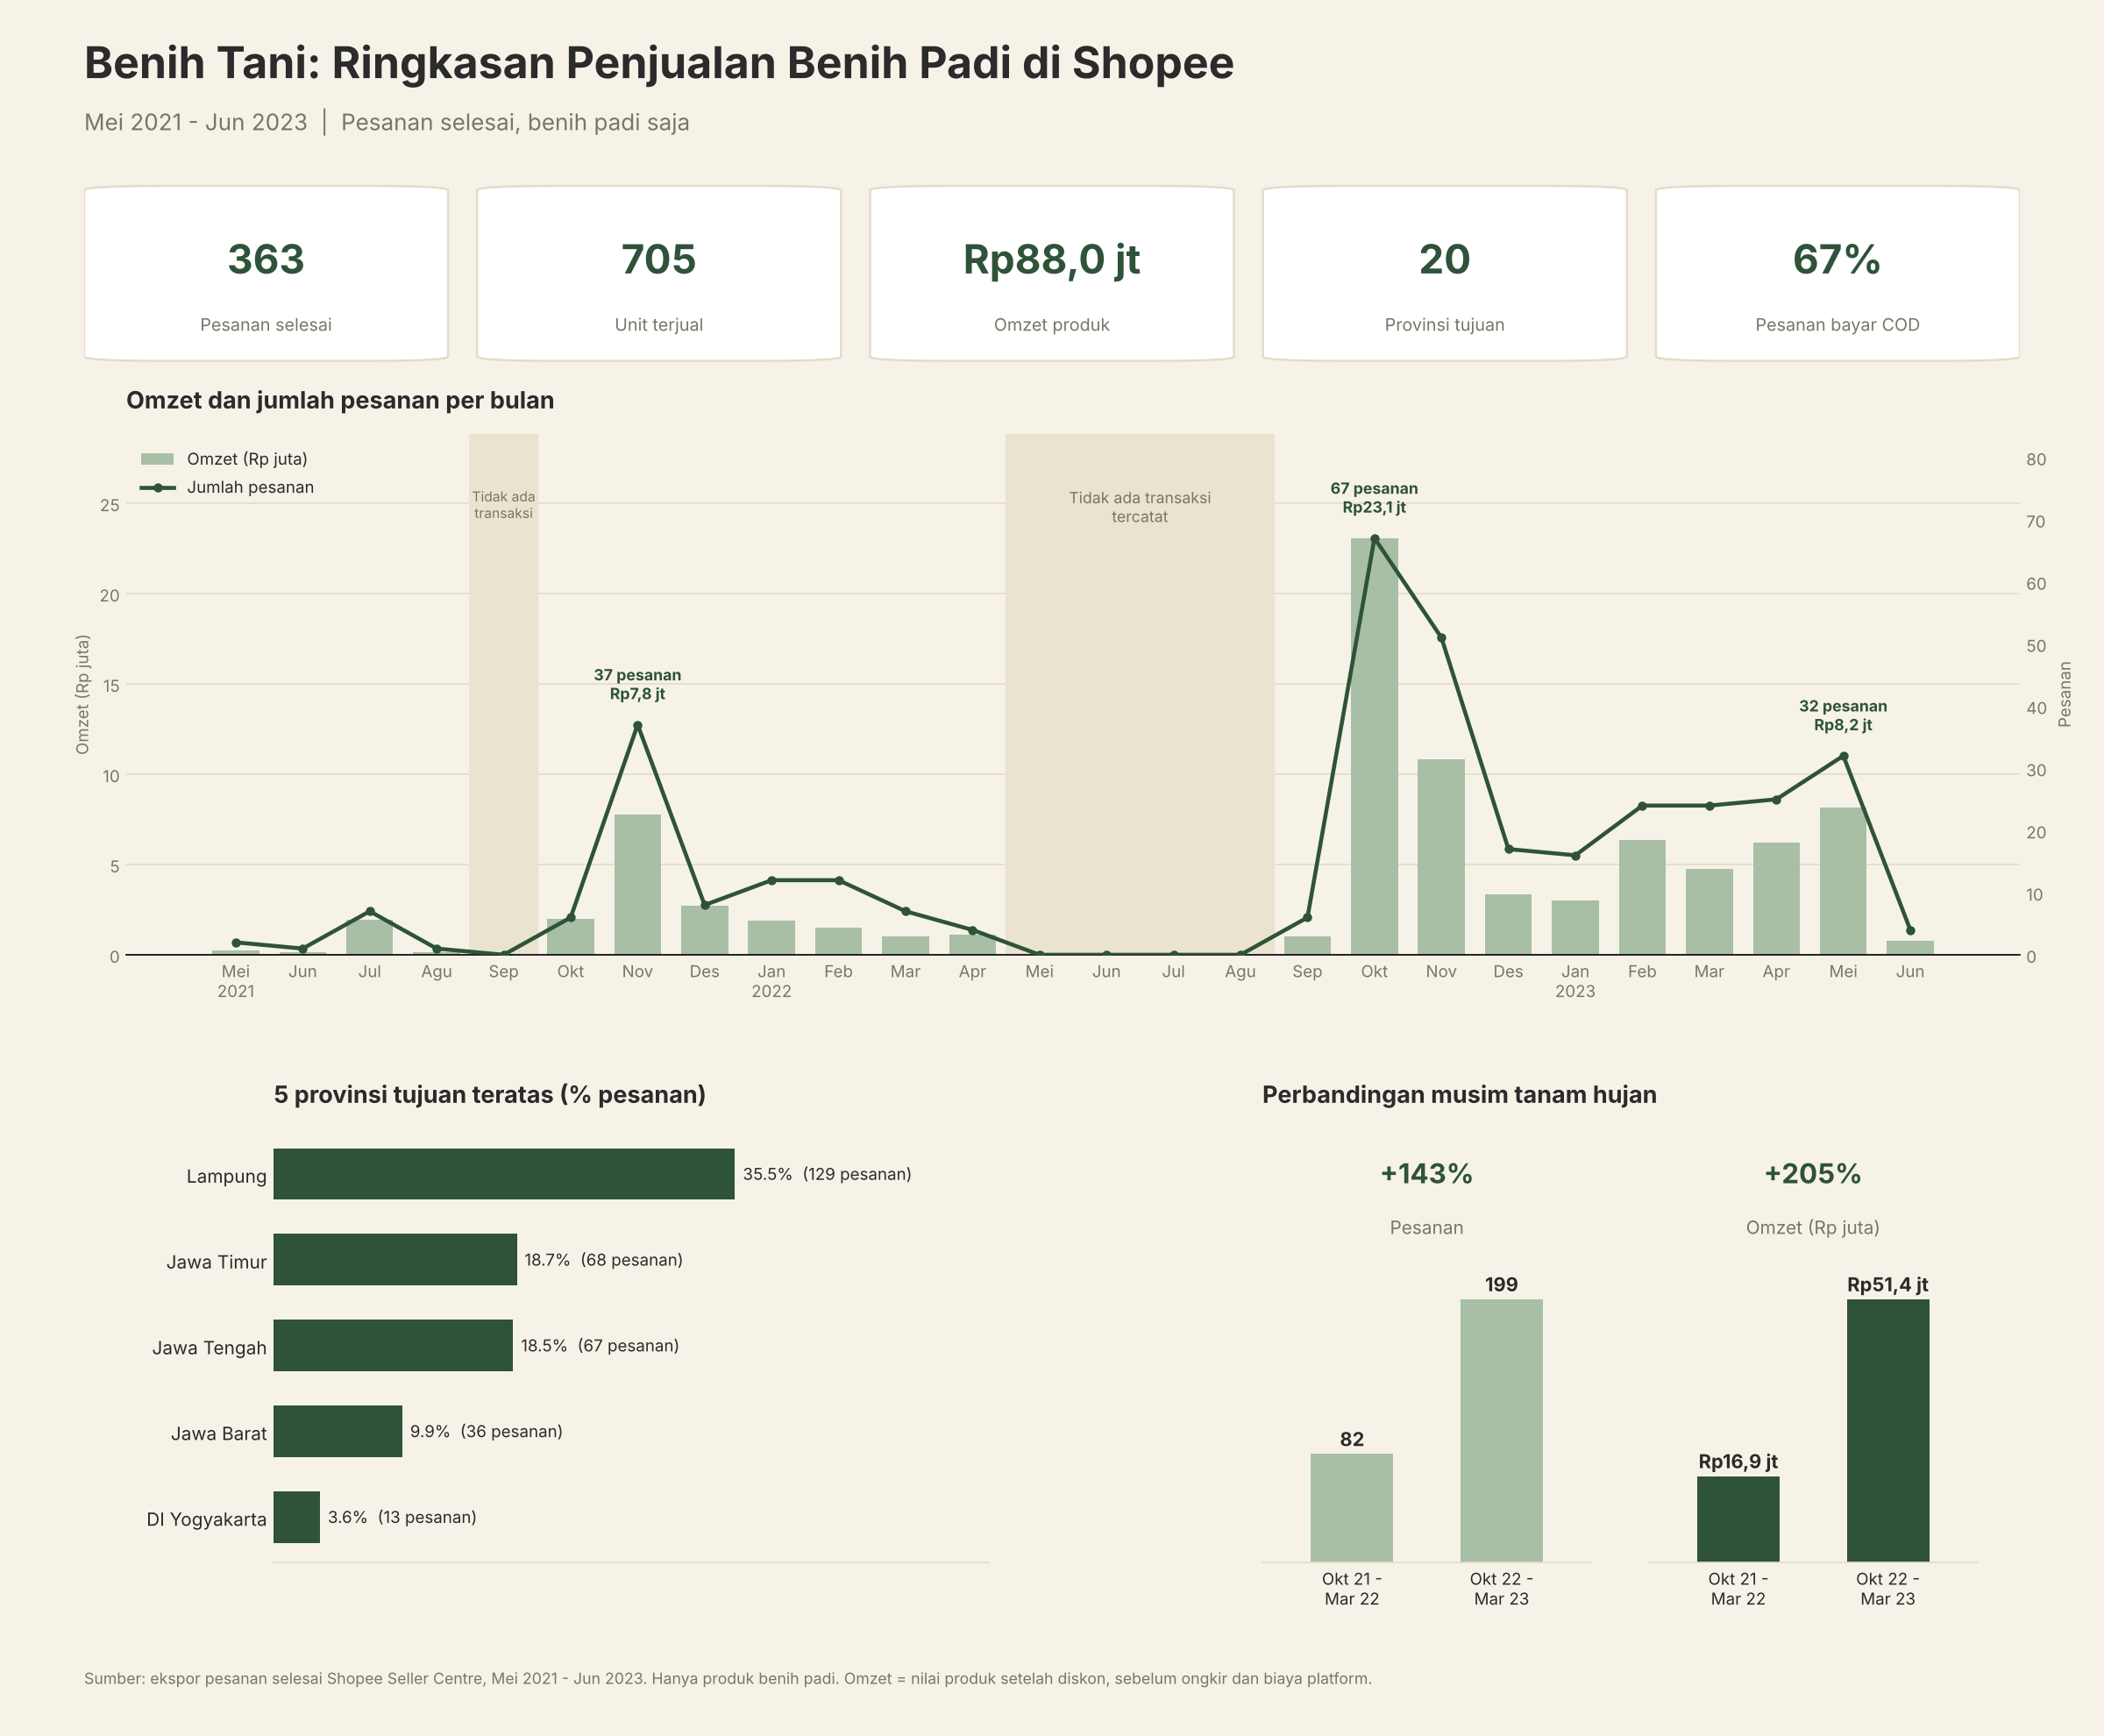 Benih Tani: Ringkasan Penjualan Benih Padi di Shopee
Mei 2021 - Jun 2023 | Pesanan selesai, benih padi saja
363
Pesanan selesai
705
Unit terjual
Rp88,0 jt
Omzet produk
20
Provinsi tujuan
67%
Pesanan bayar COD
Omzet dan jumlah pesanan per bulan
Omzet (Rp juta)
Jumlah pesanan
Omzet (Rp juta)
25
20
15
10
5
0
Tidak ada
transaksi
37 pesanan
Rp7,8 jt
Tidak ada transaksi
tercatat
67 pesanan
Rp23,1 jt
32 pesanan
Rp8,2 jt
80
70
60
50
40
30
20
10
0
Pesanan
Mei Jun Jul Agu Sep Okt Nov Des Jan Feb Mar Apr Mei Jun Jul Agu Sep Okt Nov Des Jan Feb Mar Apr Mei Jun
2021 2022 2023
5 provinsi tujuan teratas (% pesanan)
Lampung 35.5% (129 pesanan)
Jawa Timur 18.7% (68 pesanan)
Jawa Tengah 18.5% (67 pesanan)
Jawa Barat 9.9% (36 pesanan)
DI Yogyakarta 3.6% (13 pesanan)
Perbandingan musim tanam hujan
+143%
Pesanan
82
199
Okt 21 -
Mar 22
Okt 22 -
Mar 23
+205%
Omzet (Rp juta)
Rp16,9 jt
Rp51,4 jt
Okt 21 -
Mar 22
Okt 22 -
Mar 23
Sumber: ekspor pesanan selesai Shopee Seller Centre, Mei 2021 - Jun 2023. Hanya produk benih padi. Omzet = nilai produk setelah diskon, sebelum ongkir dan biaya platform.